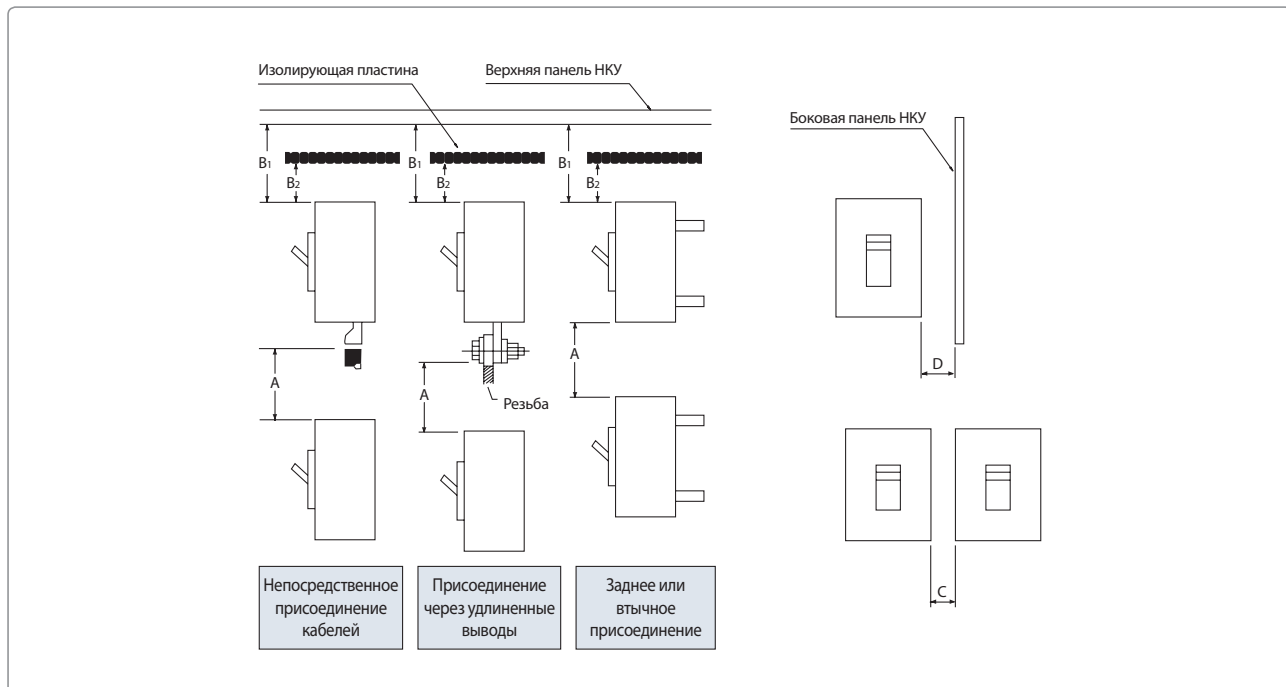 Изолирующая пластина
Верхняя панель НКУ
Боковая панель НКУ
B1
B2
B1
B2
B1
B2
A
A
A
Резьба
D
C
Непосредственное
присоединение
кабелей
Присоединение
через удлиненные
выводы
Заднее или
втычное
присоединение